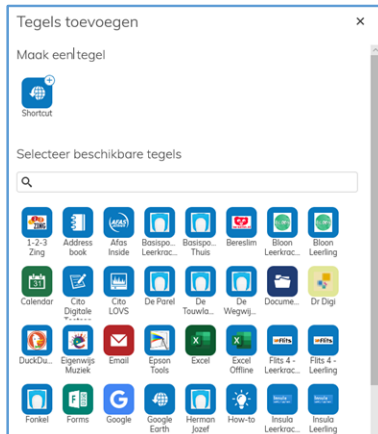 Tegels toevoegen
Maak een tegel
Shortcut
Selecteer beschikbare tegels
1-2-3 Zing
Address book
Afas Inside
Basispo... Leerkrac...
Basispo... Thuis
Bereslim
Bloon Leerkrac...
Bloon Leerling
Calendar
Cito Digitale
Cito LOVS
De Parel
De Touwla...
De Wegwij...
Docume...
Dr Digi
DuckDu...
Eigenwijs Muziek
Email
Epson Tools
Excel
Excel Offline
Flits 4 - Leerkrac...
Flits 4 - Leerling
Fonkel
Forms
Google
Google Earth
Herman Jozef
How-to
Insula Leerkrac...
Insula Leerling